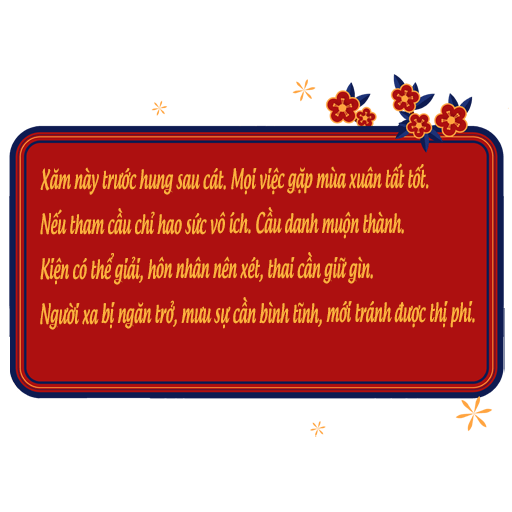 Xăm này trước hung sau cát. Mọi việc gặp mùa xuân tất tốt.
Nếu tham cầu chỉ hao sức vô ích. Cầu danh muộn thành.
Kiện có thể giải, hôn nhân nên xét, thai cần giữ gìn.
Người xa bị ngăn trở, mưu sự cần bình tĩnh, mới tránh được thị phi.